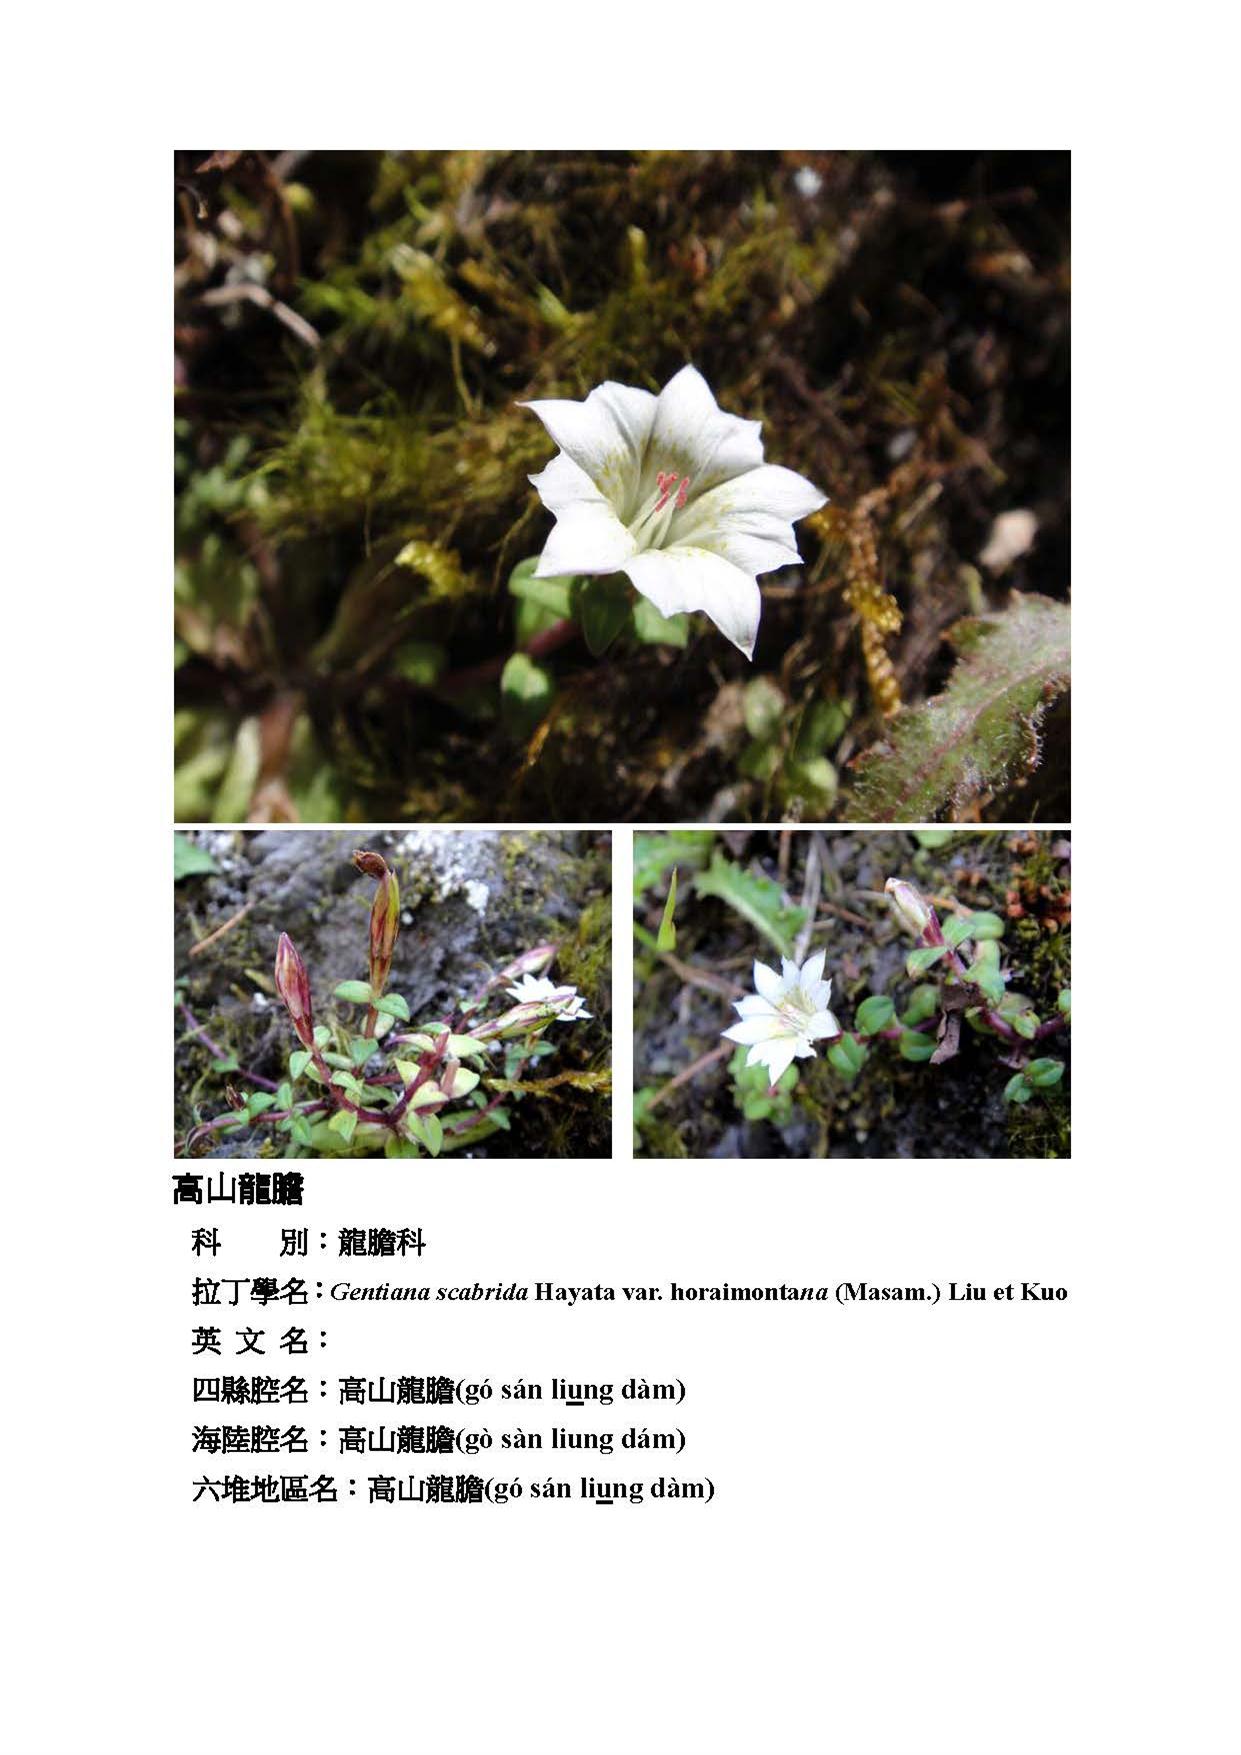 高山龍膽
科　　別：龍膽科
拉丁學名：Gentiana scabrida Hayata var. horaimontana (Masam.) Liu et Kuo
英 文 名：
四縣腔名：高山龍膽(gó sán liung dàm)
海陸腔名：高山龍膽(gò sàn liung dám)
六堆地區名：高山龍膽(gó sán liung dàm)